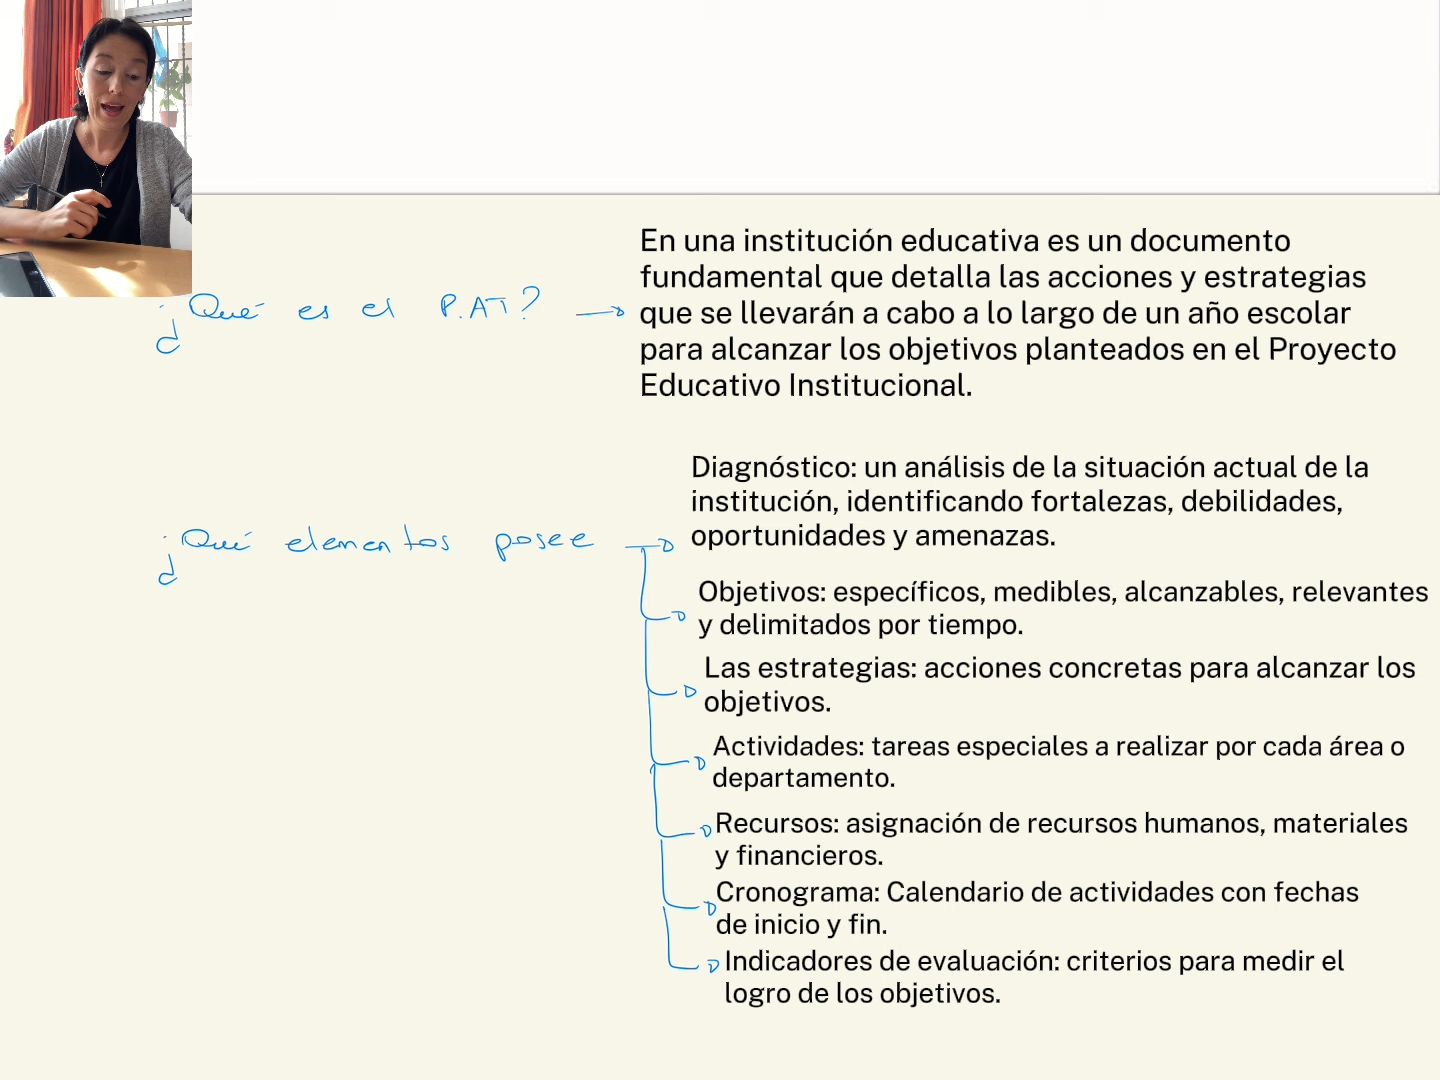 ¿Qué es el P.AT?
En una institución educativa es un documento
fundamental que detalla las acciones y estrategias
que se llevarán a cabo a lo largo de un año escolar
para alcanzar los objetivos planteados en el Proyecto
Educativo Institucional.
¿Qué elementos posee
Diagnóstico: un análisis de la situación actual de la
institución, identificando fortalezas, debilidades,
oportunidades y amenazas.
Objetivos: específicos, medibles, alcanzables, relevantes
y delimitados por tiempo.
Las estrategias: acciones concretas para alcanzar los
objetivos.
Actividades: tareas especiales a realizar por cada área o
departamento.
Recursos: asignación de recursos humanos, materiales
y financieros.
Cronograma: Calendario de actividades con fechas
de inicio y fin.
Indicadores de evaluación: criterios para medir el
logro de los objetivos.